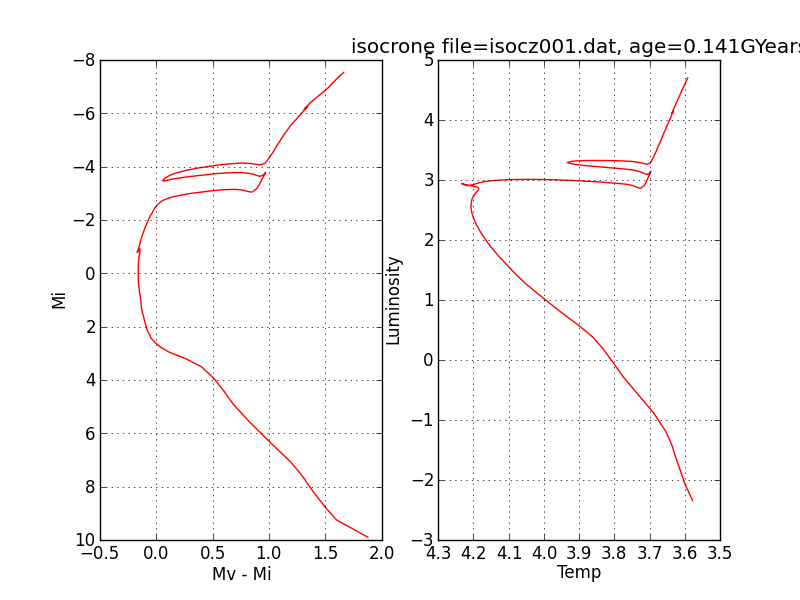 isocrone file=isocz001.dat, age=0.141GYears
−8
−6
−4
−2
0
2
4
6
8
10
Mi
−0.5 0.0 0.5 1.0 1.5 2.0
Mv - Mi
5
4
3
2
1
0
−1
−2
−3
Luminosity
4.3 4.2 4.1 4.0 3.9 3.8 3.7 3.6 3.5
Temp